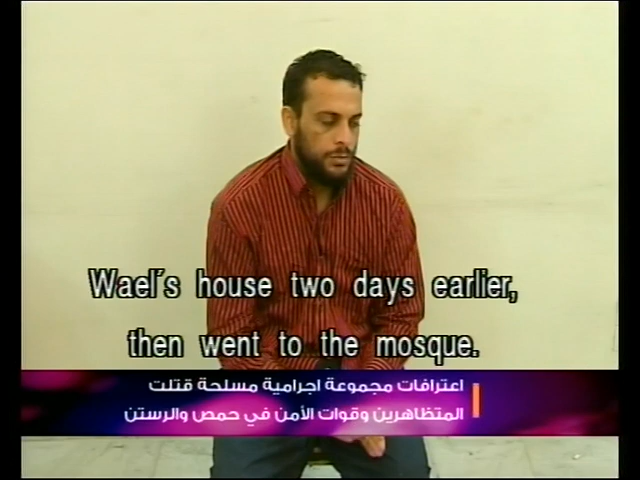 Wael's house two days earlier,
then went to the mosque.
اعترافات مجموعة اجرامية مسلحة قتلت
المتظاهرين وقوات الأمن في حمص والرستن